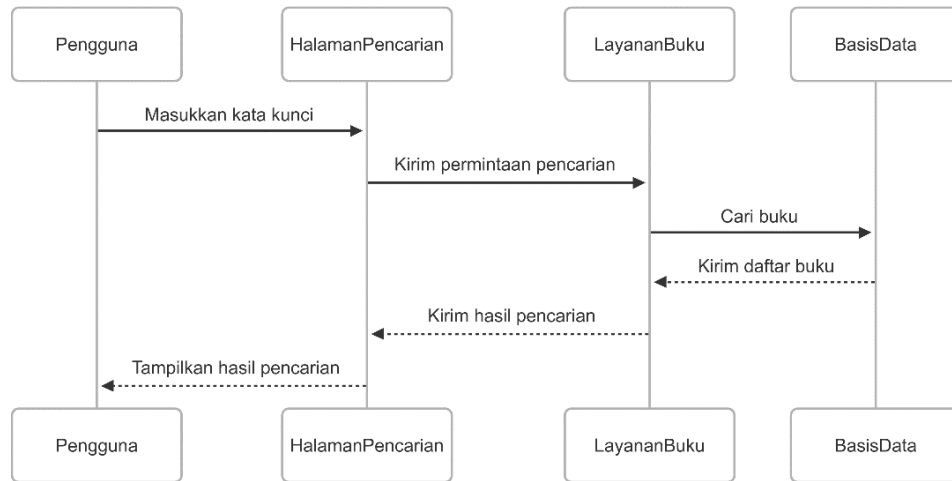 Pengguna
HalamanPencarian
LayananBuku
BasisData
Masukkan kata kunci
Kirim permintaan pencarian
Cari buku
Kirim daftar buku
Kirim hasil pencarian
Tampilkan hasil pencarian
Pengguna
HalamanPencarian
LayananBuku
BasisData